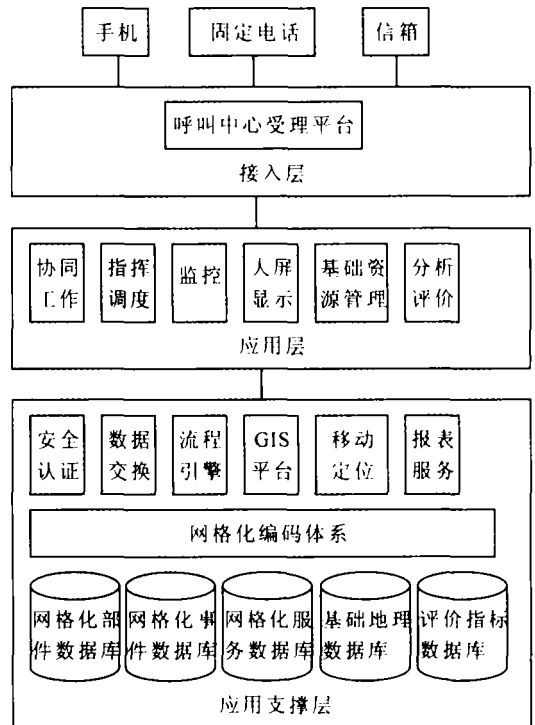 手机
固定电话
信箱
呼叫中心受理平台
接入层
协同
工作
指挥
调度
监控
大屏
显示
基础资
源管理
分析
评价
应用层
安全
认证
数据
交换
流程
引擎
GIS
平台
移动
定位
报表
服务
网格化编码体系
网格化部
件数据库
网格化事
件数据库
网格化服
务数据库
基础地理
数据库
评价指标
数据库
应用支撑层